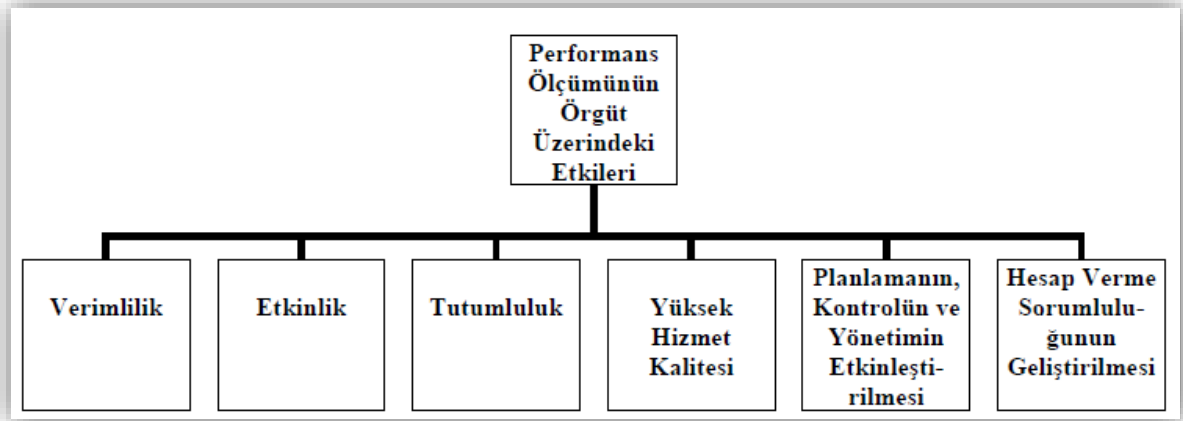 Performans
Ölçümünün
Örgüt
Üzerindeki
Etkileri
Verimlilik
Etkinlik
Tutumluluk
Yüksek
Hizmet
Kalitesi
Planlamanın,
Kontrolün ve
Yönetimin
Etkinleşti-
rilmesi
Hesap Verme
Sorumlulu-
ğunun
Geliştirilmesi